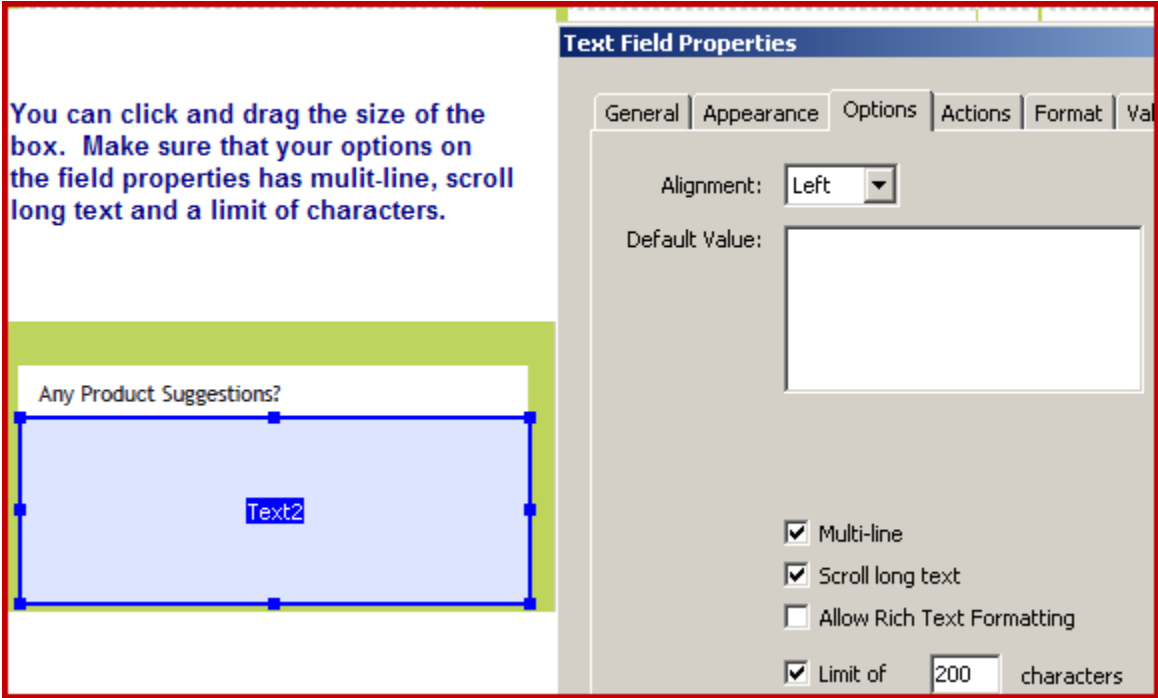 Text Field Properties
You can click and drag the size of the
box.  Make sure that your options on
the field properties has mulit-line, scroll
long text and a limit of characters.
General Appearance Options Actions Format
Alignment: Left
Default Value:
Any Product Suggestions?
Text2
Multi-line
Scroll long text
Allow Rich Text Formatting
Limit of 200 characters